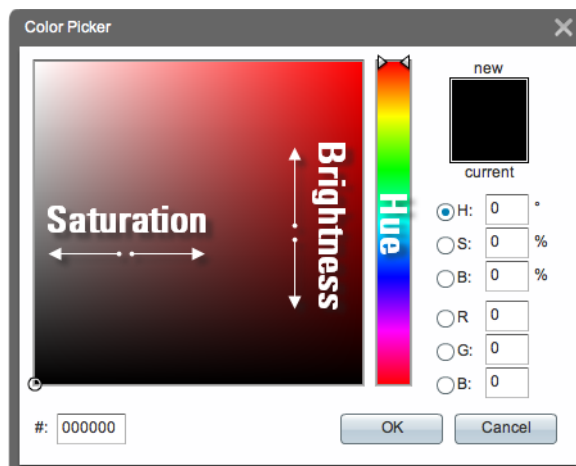 Color Picker
new
current
Saturation
Brightness
Hue
H: 0 °
S: 0 %
B: 0 %
R 0
G: 0
B: 0
#: 000000
OK
Cancel